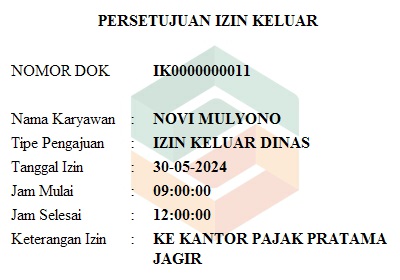 PERSETUJUAN IZIN KELUAR
NOMOR DOK IK0000000011
Nama Karyawan : NOVI MULYONO
Tipe Pengajuan : IZIN KELUAR DINAS
Tanggal Izin : 30-05-2024
Jam Mulai : 09:00:00
Jam Selesai : 12:00:00
Keterangan Izin : KE KANTOR PAJAK PRATAMA
JAGIR